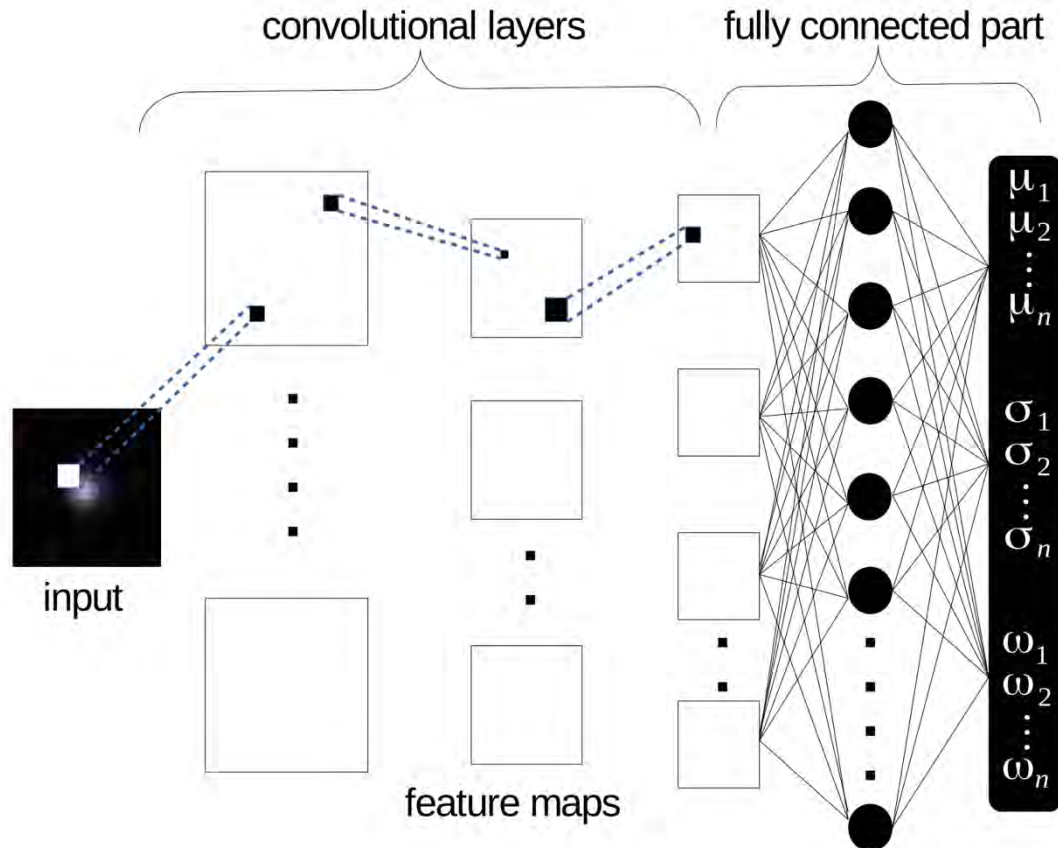 convolutional layers
fully connected part
input
feature maps
μ1
μ2
.....
μn
σ1
σ2
.....
σn
ω1
ω2
.....
ωn